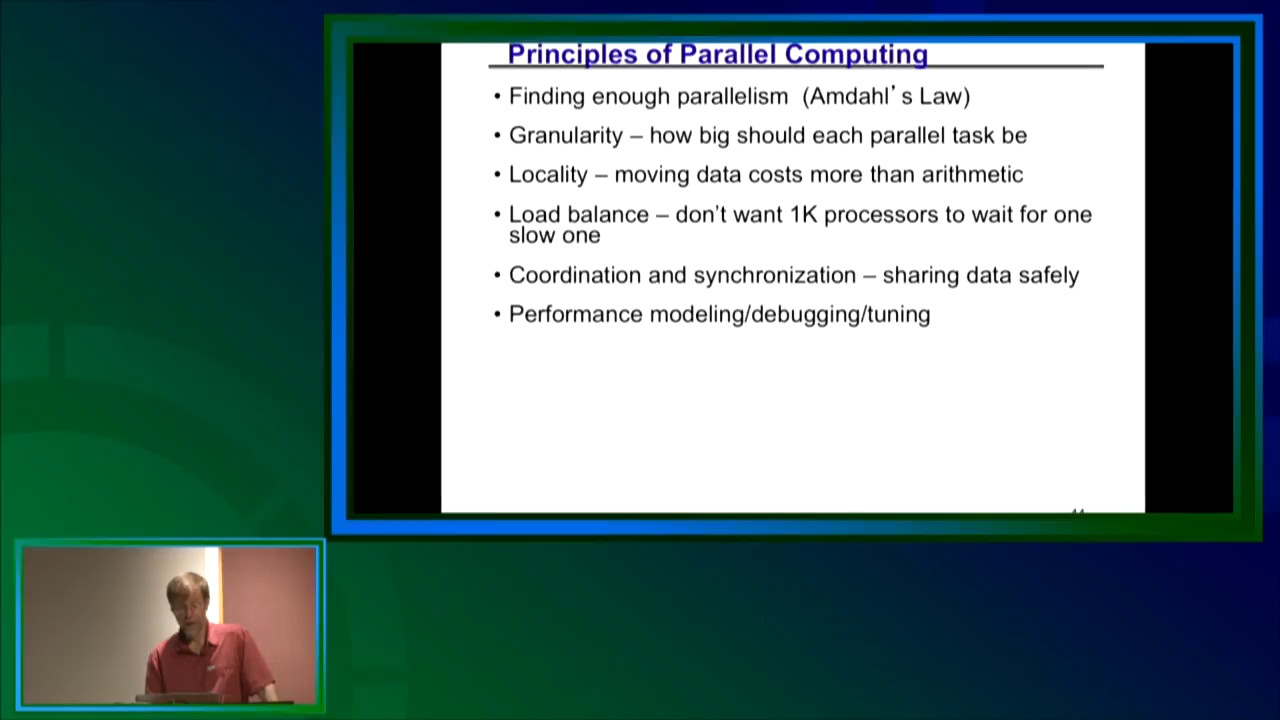 Principles of Parallel Computing
• Finding enough parallelism (Amdahl's Law)
• Granularity – how big should each parallel task be
• Locality – moving data costs more than arithmetic
• Load balance – don't want 1K processors to wait for one
slow one
• Coordination and synchronization – sharing data safely
• Performance modeling/debugging/tuning